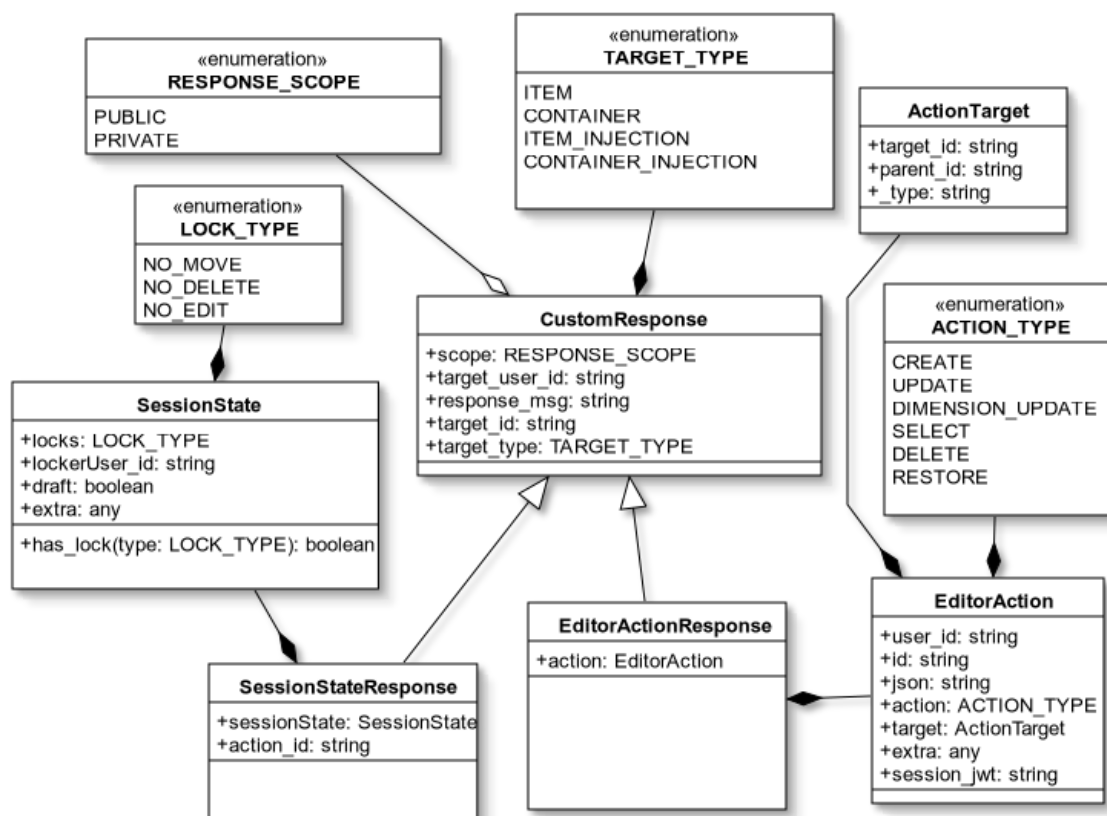 «enumeration»
RESPONSE_SCOPE
PUBLIC
PRIVATE
«enumeration»
TARGET_TYPE
ITEM
CONTAINER
ITEM_INJECTION
CONTAINER_INJECTION
ActionTarget
+target_id: string
+parent_id: string
+_type: string
«enumeration»
LOCK_TYPE
NO_MOVE
NO_DELETE
NO_EDIT
CustomResponse
+scope: RESPONSE_SCOPE
+target_user_id: string
+response_msg: string
+target_id: string
+target_type: TARGET_TYPE
«enumeration»
ACTION_TYPE
CREATE
UPDATE
DIMENSION_UPDATE
SELECT
DELETE
RESTORE
SessionState
+locks: LOCK_TYPE
+lockerUser_id: string
+draft: boolean
+extra: any
+has_lock(type: LOCK_TYPE): boolean
EditorActionResponse
+action: EditorAction
EditorAction
+user_id: string
+id: string
+json: string
+action: ACTION_TYPE
+target: ActionTarget
+extra: any
+session_jwt: string
SessionStateResponse
+sessionState: SessionState
+action_id: string